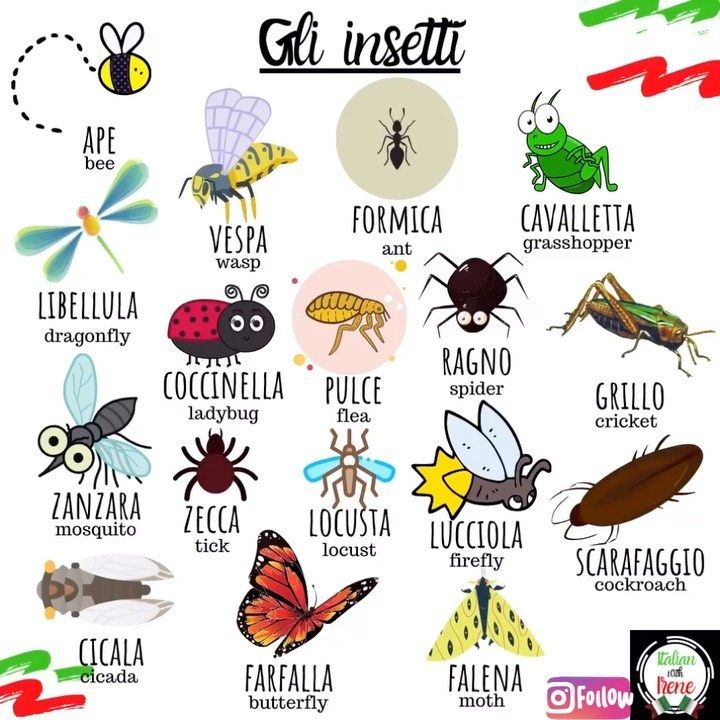 Gli insetti
APE
bee
VESPA
wasp
FORMICA
ant
CAVALLETTA
grasshopper
LIBELLULA
dragonfly
COCCINELLA
ladybug
PULCE
flea
RAGNO
spider
GRILLO
cricket
ZANZARA
mosquito
ZECCA
tick
LOCUSTA
locust
LUCCIOLA
firefly
SCARAFAGGIO
cockroach
CICALA
cicada
FARFALLA
butterfly
FALENA
moth
Follow
Italian
with
Irene